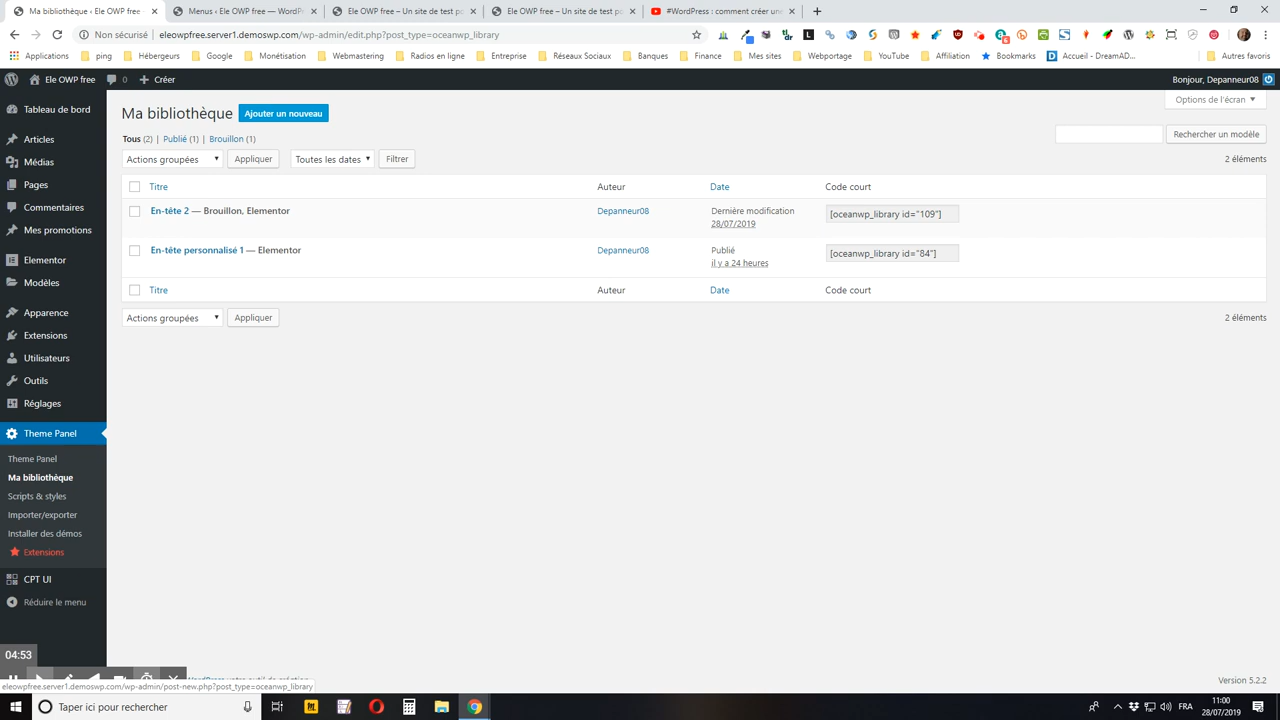 Ma bibliothèque ‹ Ele OWP free
Menus ‹ Ele OWP free — WordPr
Ele OWP free – Un site de test po
Ele OWP free – Un site de test po
#WordPress : comment créer une
Non sécurisé | eleowpfree.server1.demoswp.com/wp-admin/edit.php?post_type=oceanwp_library
Applications ping Hébergeurs Google Monétisation Webmastering Radios en ligne Entreprise Réseaux Sociaux Banques Finance Mes sites Webportage YouTube Affiliation Bookmarks Accueil - DreamAD... Autres favoris
Ele OWP free 0 Créer Bonjour, Depanneur08
Tableau de bord
Articles
Médias
Pages
Commentaires
Mes promotions
Elementor
Modèles
Apparence
Extensions
Utilisateurs
Outils
Réglages
Theme Panel
Theme Panel
Ma bibliothèque
Scripts & styles
Importer/exporter
Installer des démos
Extensions
CPT UI
Réduire le menu
Ma bibliothèque Ajouter un nouveau
Options de l'écran
Tous (2) | Publié (1) | Brouillon (1)
Rechercher un modèle
Actions groupées Appliquer Toutes les dates Filtrer 2 éléments
Titre Auteur Date Code court
En-tête 2 — Brouillon, Elementor Depanneur08 Dernière modification [oceanwp_library id="109"]
28/07/2019
En-tête personnalisé 1 — Elementor Depanneur08 Publié [oceanwp_library id="84"]
il y a 24 heures
Titre Auteur Date Code court
Actions groupées Appliquer 2 éléments
04:53
Version 5.2.2
eleowpfree.server1.demoswp.com/wp-admin/post-new.php?post_type=oceanwp_library
Taper ici pour rechercher
FRA
11:00
28/07/2019